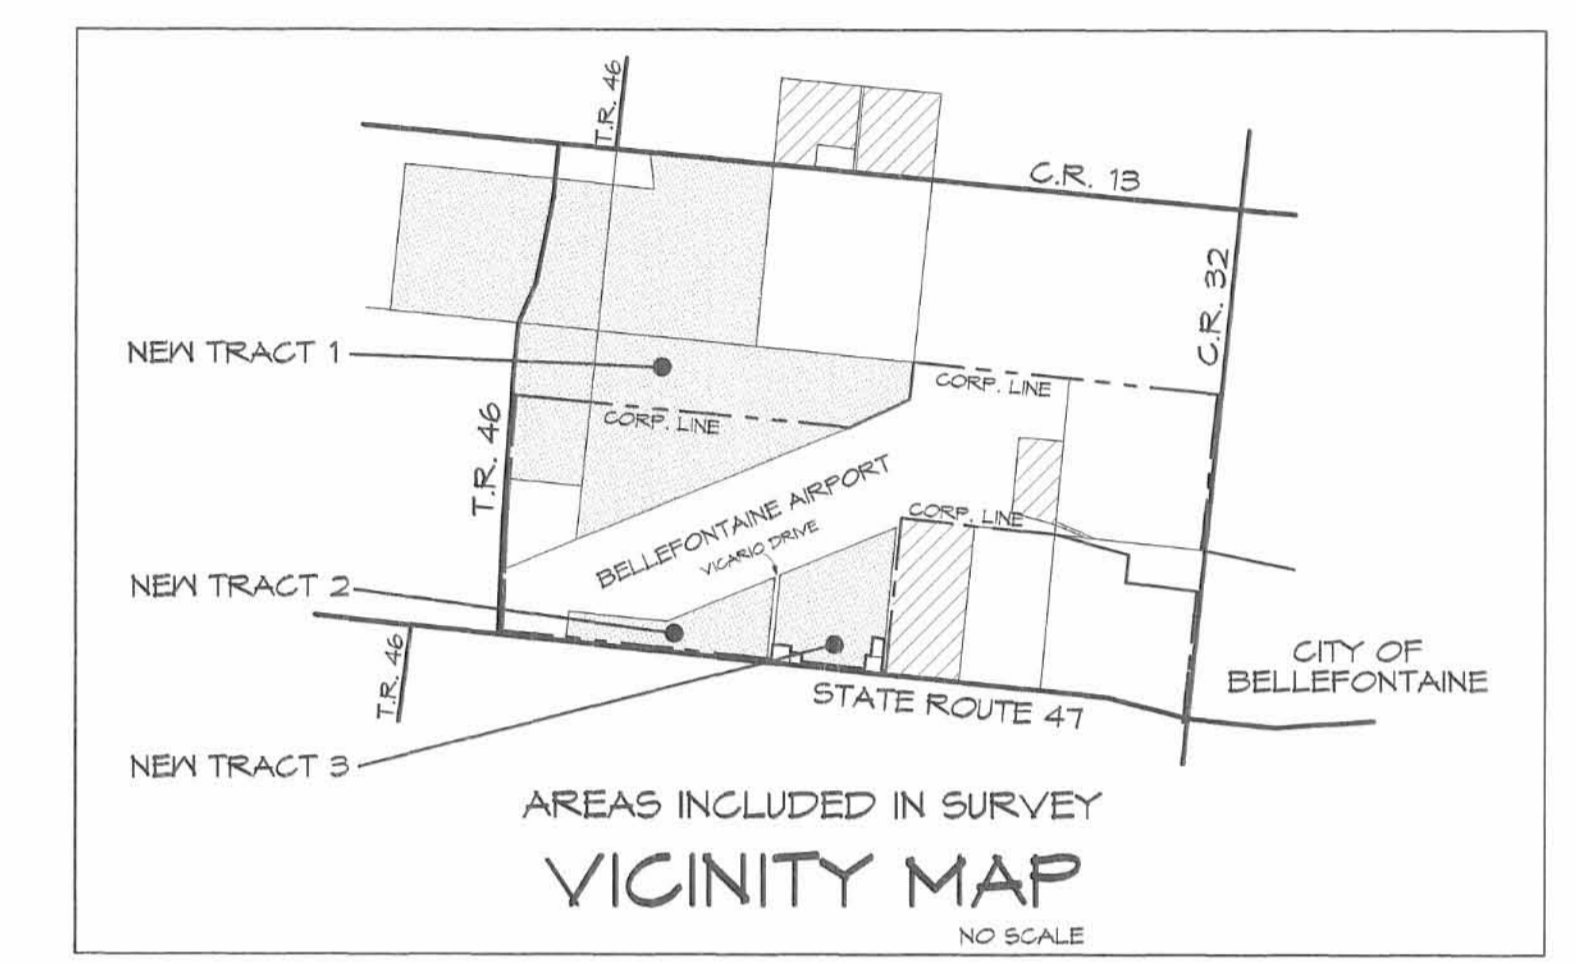 T.R. 46
C.R. 13
C.R. 32
NEW TRACT 1
CORP. LINE
CORP. LINE
T.R. 46
BELLEFONTAINE AIRPORT
VICARIO DRIVE
CORP. LINE
NEW TRACT 2
T.R. 46
CITY OF
BELLEFONTAINE
STATE ROUTE 47
NEW TRACT 3
AREAS INCLUDED IN SURVEY
VICINITY MAP
NO SCALE